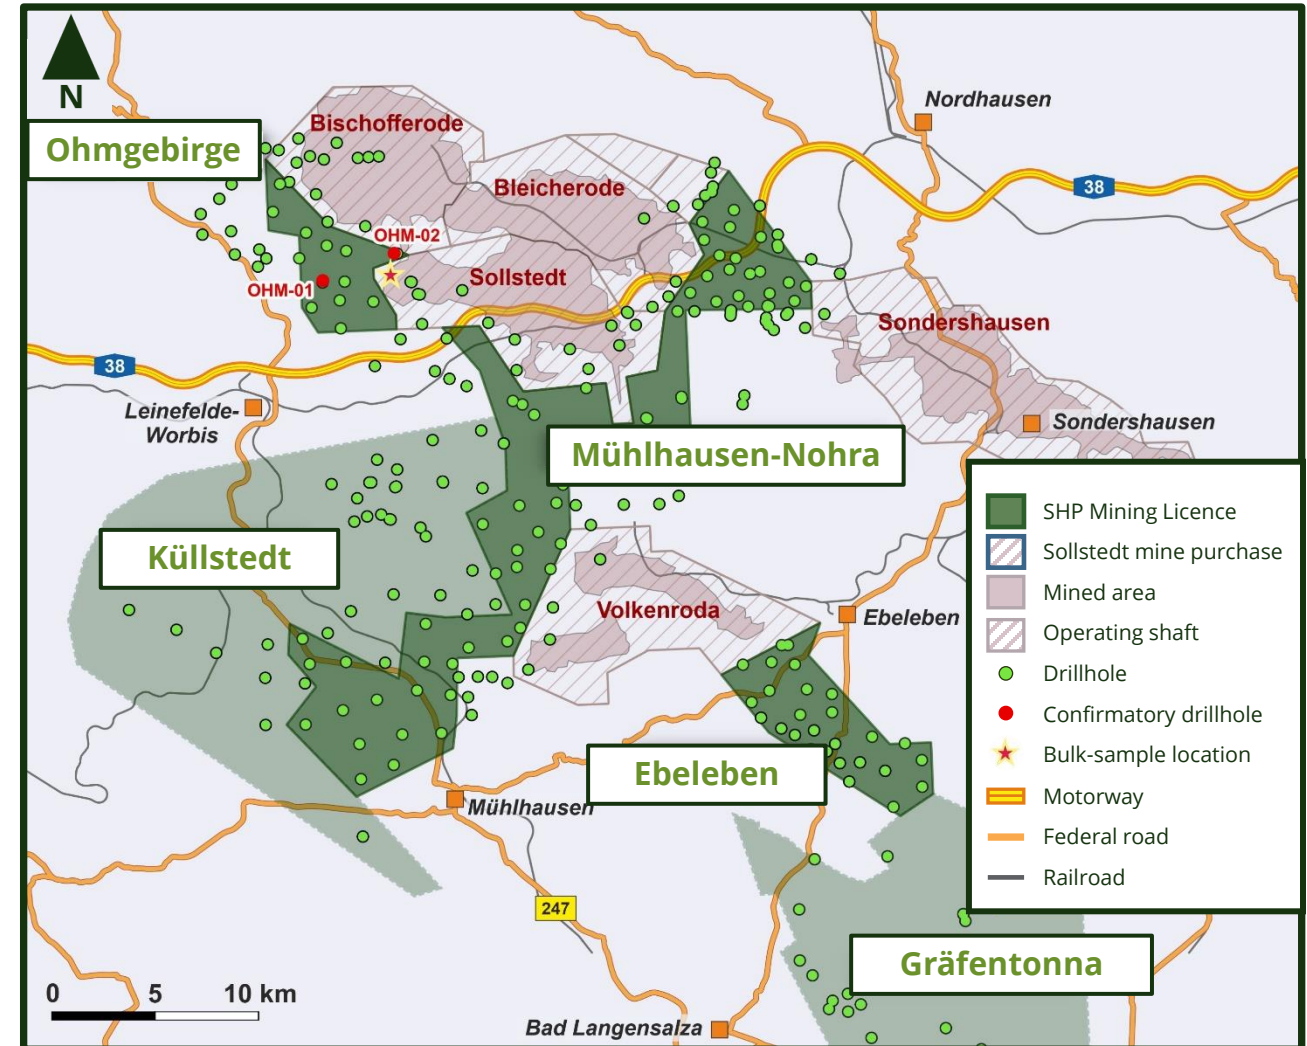 N
Nordhausen
Bischofferode
Ohmgebirge
Bleicherode
38
OHM-02
Sollstedt
OHM-01
Sondershausen
38
Leinefelde-
Worbis
Sondershausen
Mühlhausen-Nohra
SHP Mining Licence
Küllstedt
Sollstedt mine purchase
Mined area
Volkenroda
Ebeleben
Operating shaft
Drillhole
Confirmatory drillhole
Bulk-sample location
Ebeleben
Motorway
Mühlhausen
Federal road
Railroad
247
Gräfentonna
0 5 10 km
Bad Langensalza